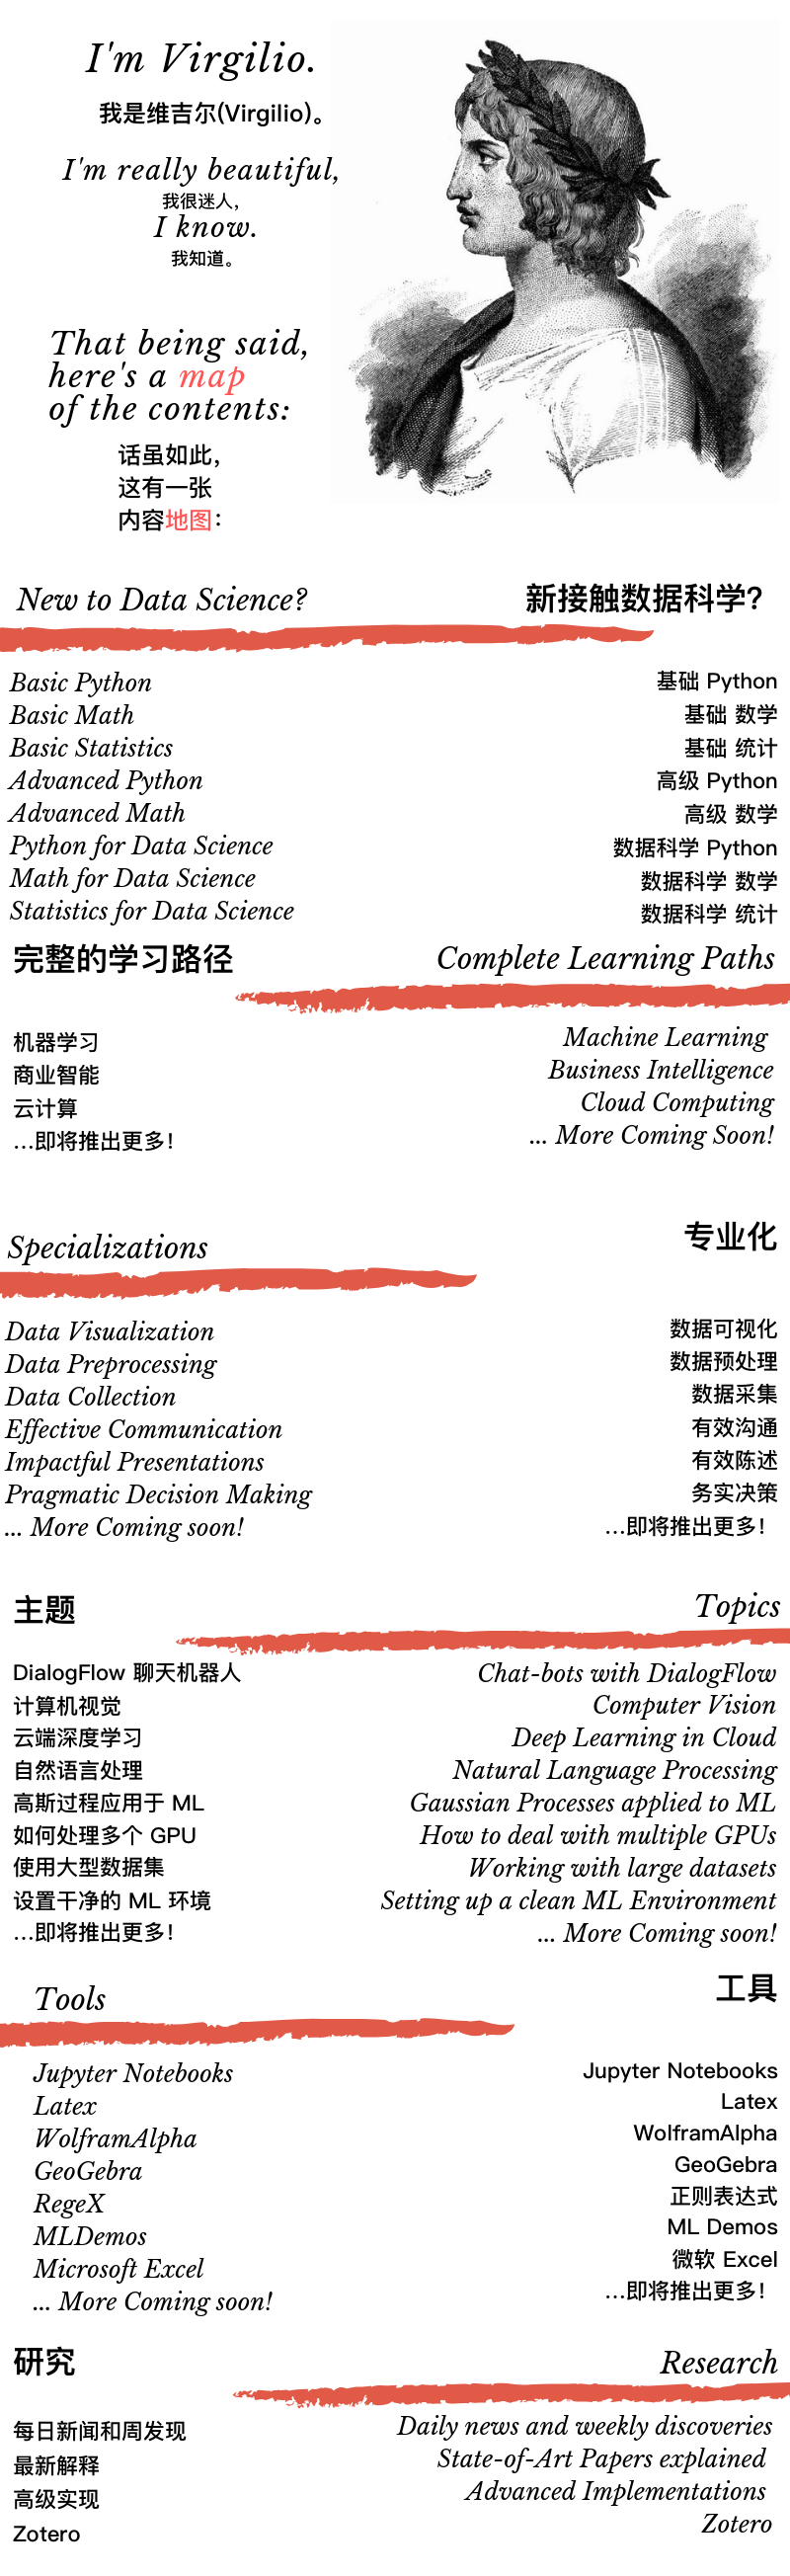 I'm Virgilio.
我是维吉尔(Virgilio)。
I'm really beautiful,
我很迷人，
I know.
我知道。
That being said,
here's a map
of the contents:
话虽如此，
这有一张
内容地图：
New to Data Science?
新接触数据科学？
Basic Python
基础 Python
Basic Math
基础 数学
Basic Statistics
基础 统计
Advanced Python
高级 Python
Advanced Math
高级 数学
Python for Data Science
数据科学 Python
Math for Data Science
数据科学 数学
Statistics for Data Science
数据科学 统计
完整的学习路径
Complete Learning Paths
机器学习
Machine Learning
商业智能
Business Intelligence
云计算
Cloud Computing
...即将推出更多！
... More Coming Soon!
Specializations
专业化
Data Visualization
数据可视化
Data Preprocessing
数据预处理
Data Collection
数据采集
Effective Communication
有效沟通
Impactful Presentations
有效陈述
Pragmatic Decision Making
务实决策
... More Coming soon!
...即将推出更多！
主题
Topics
DialogFlow 聊天机器人
Chat-bots with DialogFlow
计算机视觉
Computer Vision
云端深度学习
Deep Learning in Cloud
自然语言处理
Natural Language Processing
高斯过程应用于 ML
Gaussian Processes applied to ML
如何处理多个 GPU
How to deal with multiple GPUs
使用大型数据集
Working with large datasets
设置干净的 ML 环境
Setting up a clean ML Environment
...即将推出更多！
... More Coming soon!
Tools
工具
Jupyter Notebooks
Jupyter Notebooks
Latex
Latex
WolframAlpha
WolframAlpha
GeoGebra
GeoGebra
RegeX
正则表达式
MLDemos
ML Demos
Microsoft Excel
微软 Excel
... More Coming soon!
...即将推出更多！
研究
Research
每日新闻和周发现
Daily news and weekly discoveries
最新解释
State-of-Art Papers explained
高级实现
Advanced Implementations
Zotero
Zotero